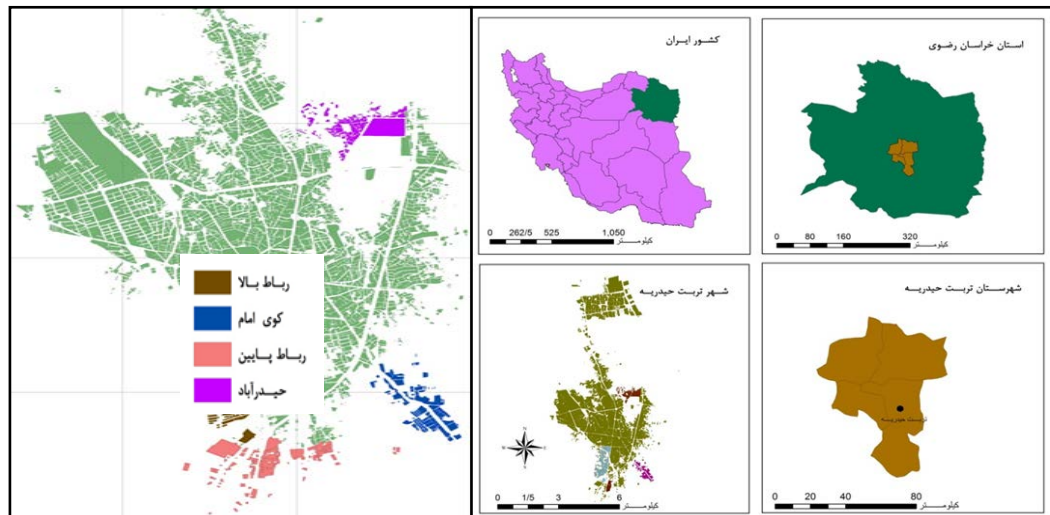 رباط بالا
کوی امام
رباط پایین
حیدرآباد
کشور ایران
0 262/5 525 1,050
کیلومتر
استان خراسان رضوی
0 80 160 320
کیلومتر
شهر تربت حیدریه
N
0 1/5 3 6
کیلومتر
شهرستان تربت حیدریه
تربت حیدریه
0 20 40 80
کیلومتر